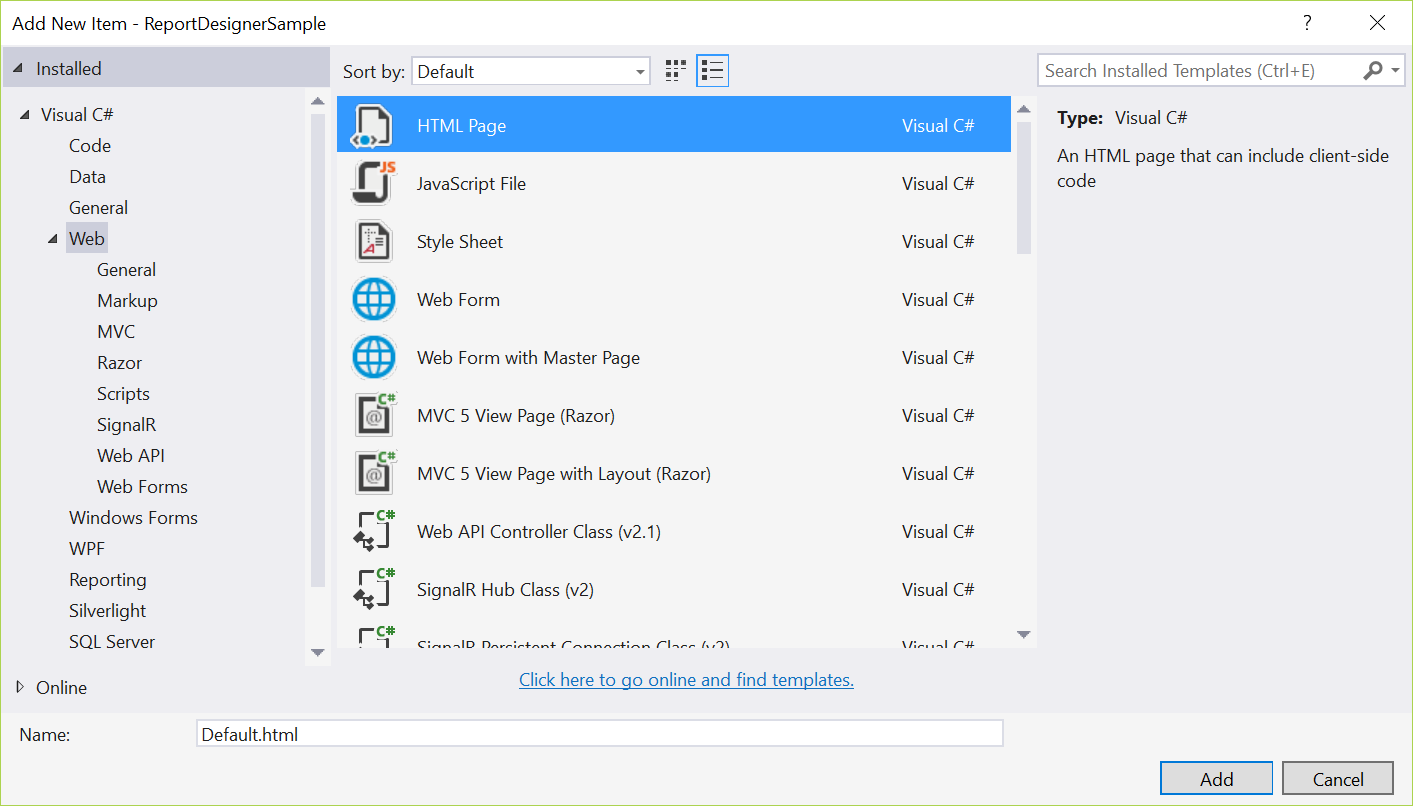 Add New Item - ReportDesignerSample
?
Installed
Sort by: Default
Search Installed Templates (Ctrl+E)
Visual C#
Code
Data
General
Web
General
Markup
MVC
Razor
Scripts
SignalR
Web API
Web Forms
Windows Forms
WPF
Reporting
Silverlight
SQL Server
Online
HTML Page Visual C#
JS
JavaScript File Visual C#
A
Style Sheet Visual C#
Web Form Visual C#
Web Form with Master Page Visual C#
C#
@
MVC 5 View Page (Razor) Visual C#
C#
@
MVC 5 View Page with Layout (Razor) Visual C#
C#
Web API Controller Class (v2.1) Visual C#
C#
SignalR Hub Class (v2) Visual C#
C#
SignalR Persistent Connection Class (v2) Visual C#
Click here to go online and find templates.
Type: Visual C#
An HTML page that can include client-side
code
Name: Default.html
Add
Cancel